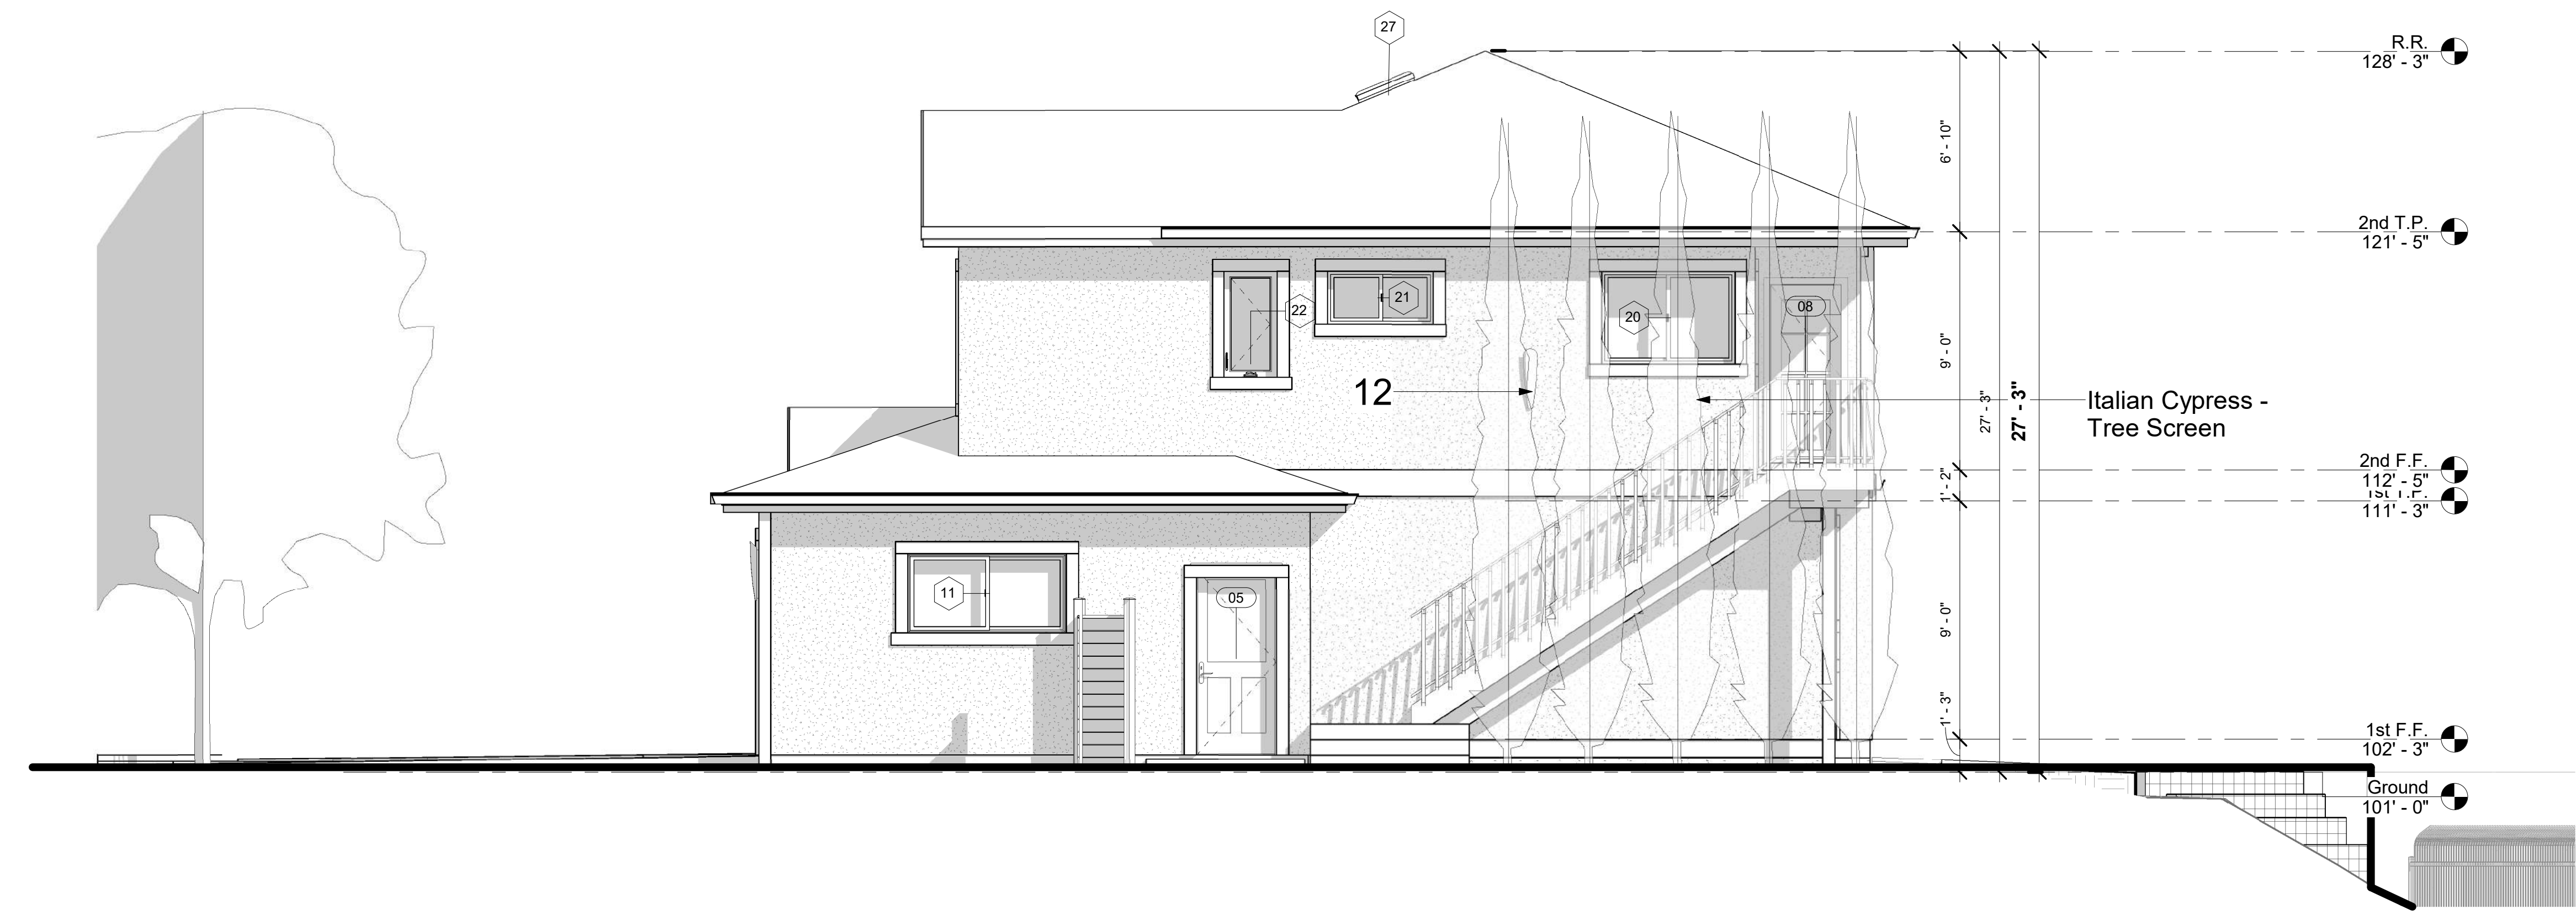 27
R.R.
128' - 3"
6' - 10"
2nd T.P.
121' - 5"
22
21
20
08
9' - 0"
12
27' - 3"
27' - 3"
Italian Cypress -
Tree Screen
2nd F.F.
112' - 5"
1' - 2"
1st T.P.
111' - 3"
11
05
9' - 0"
1' - 3"
1st F.F.
102' - 3"
Ground
101' - 0"